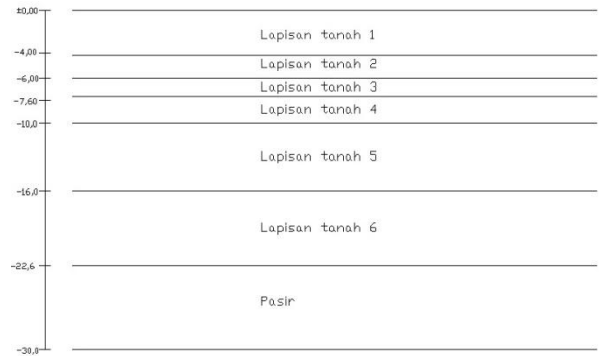 ±0,00
Lapisan tanah 1
-4,00
Lapisan tanah 2
-6,00
Lapisan tanah 3
-7,60
Lapisan tanah 4
-10,0
Lapisan tanah 5
-16,0
Lapisan tanah 6
-22,6
Pasir
-30,0